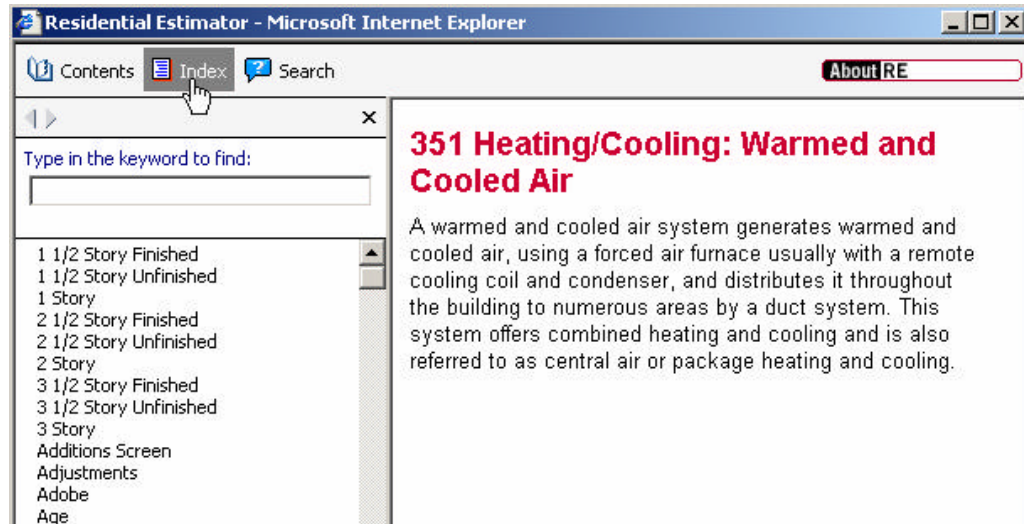 Residential Estimator - Microsoft Internet Explorer
Contents Index Search About RE
Type in the keyword to find:
1 1/2 Story Finished
1 1/2 Story Unfinished
1 Story
2 1/2 Story Finished
2 1/2 Story Unfinished
2 Story
3 1/2 Story Finished
3 1/2 Story Unfinished
3 Story
Additions Screen
Adjustments
Adobe
Age
351 Heating/Cooling: Warmed and
Cooled Air
A warmed and cooled air system generates warmed and
cooled air, using a forced air furnace usually with a remote
cooling coil and condenser, and distributes it throughout
the building to numerous areas by a duct system. This
system offers combined heating and cooling and is also
referred to as central air or package heating and cooling.